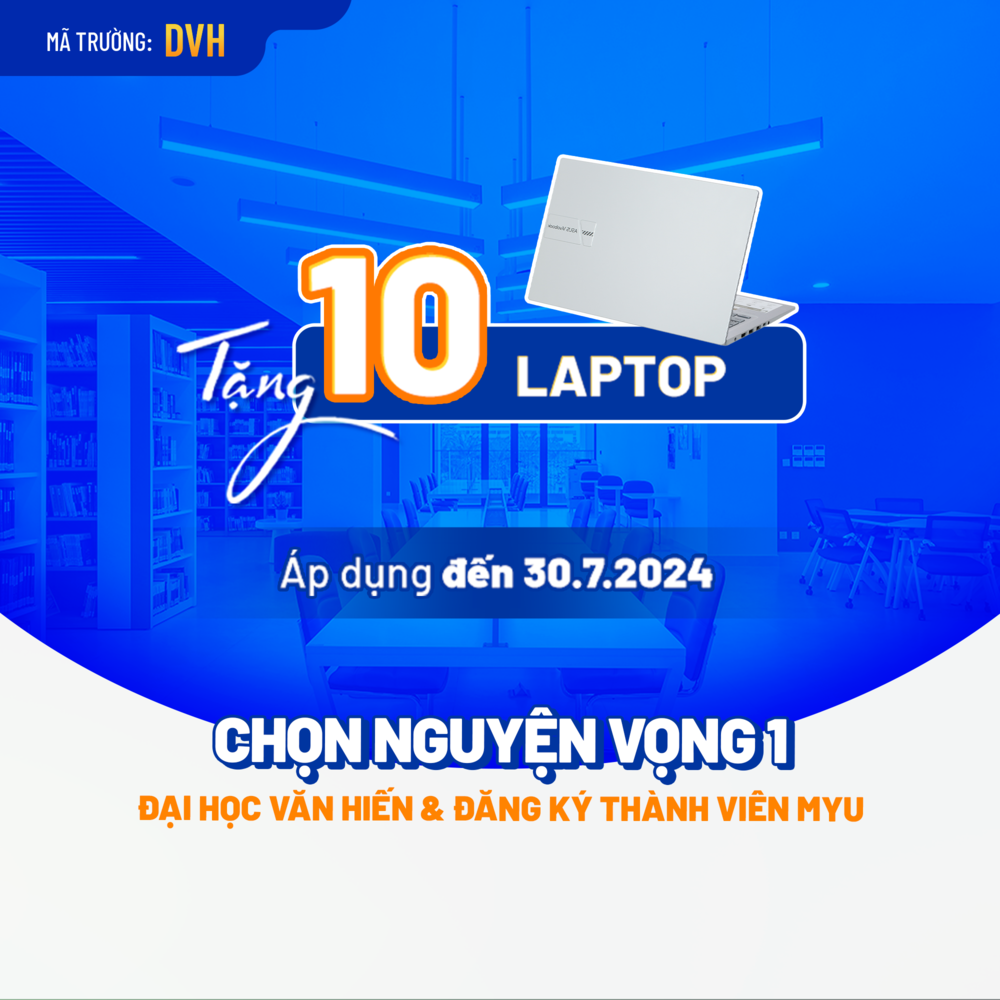 MÃ TRƯỜNG: DVH
Tặng 10 LAPTOP
Áp dụng đến 30.7.2024
CHỌN NGUYỆN VỌNG 1
ĐẠI HỌC VĂN HIẾN & ĐĂNG KÝ THÀNH VIÊN MYU